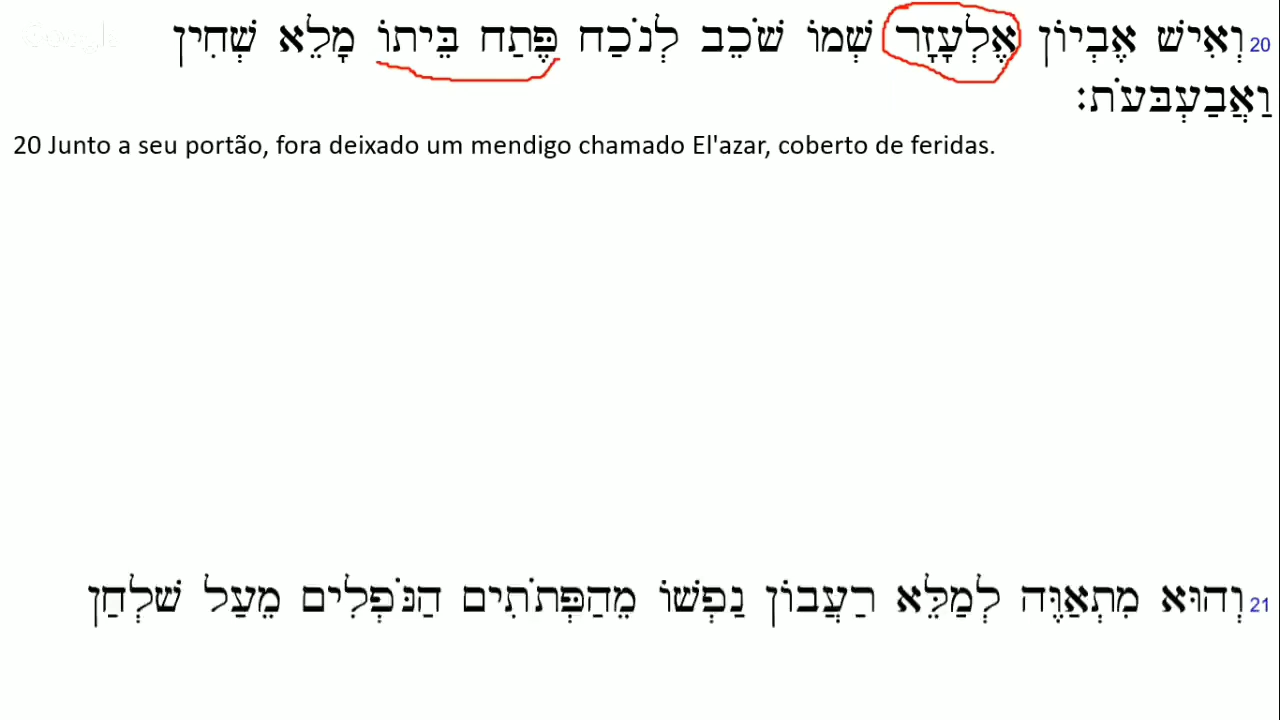 20 וְאִישׁ אֶבְיוֹן אֶלְעָזָר שְׁמוֹ שֹׁכֵב לְנֹכַח פֶּתַח בֵּיתוֹ מָלֵא שְׁחִין
וַאֲבַעְבֻּעֹת׃
20 Junto a seu portão, fora deixado um mendigo chamado El'azar, coberto de feridas.
21 וְהוּא מִתְאַוֶּה לְמַלֵּא רַעֲבוֹן נַפְשׁוֹ מֵהַפְּתֹתִים הַנֹּפְלִים מֵעַל שֻׁלְחַן